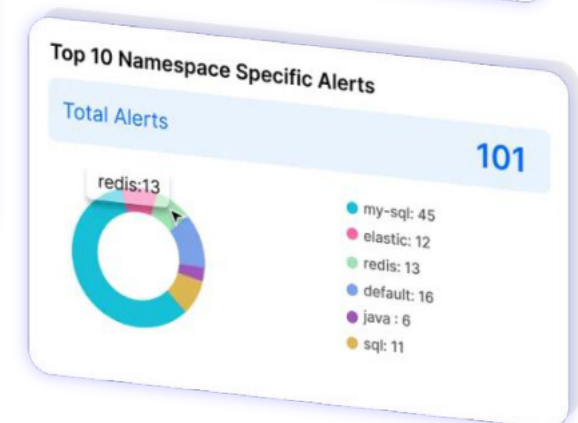 Top 10 Namespace Specific Alerts
Total Alerts
101
redis:13
my-sql: 45
elastic: 12
redis: 13
default: 16
java : 6
sql: 11